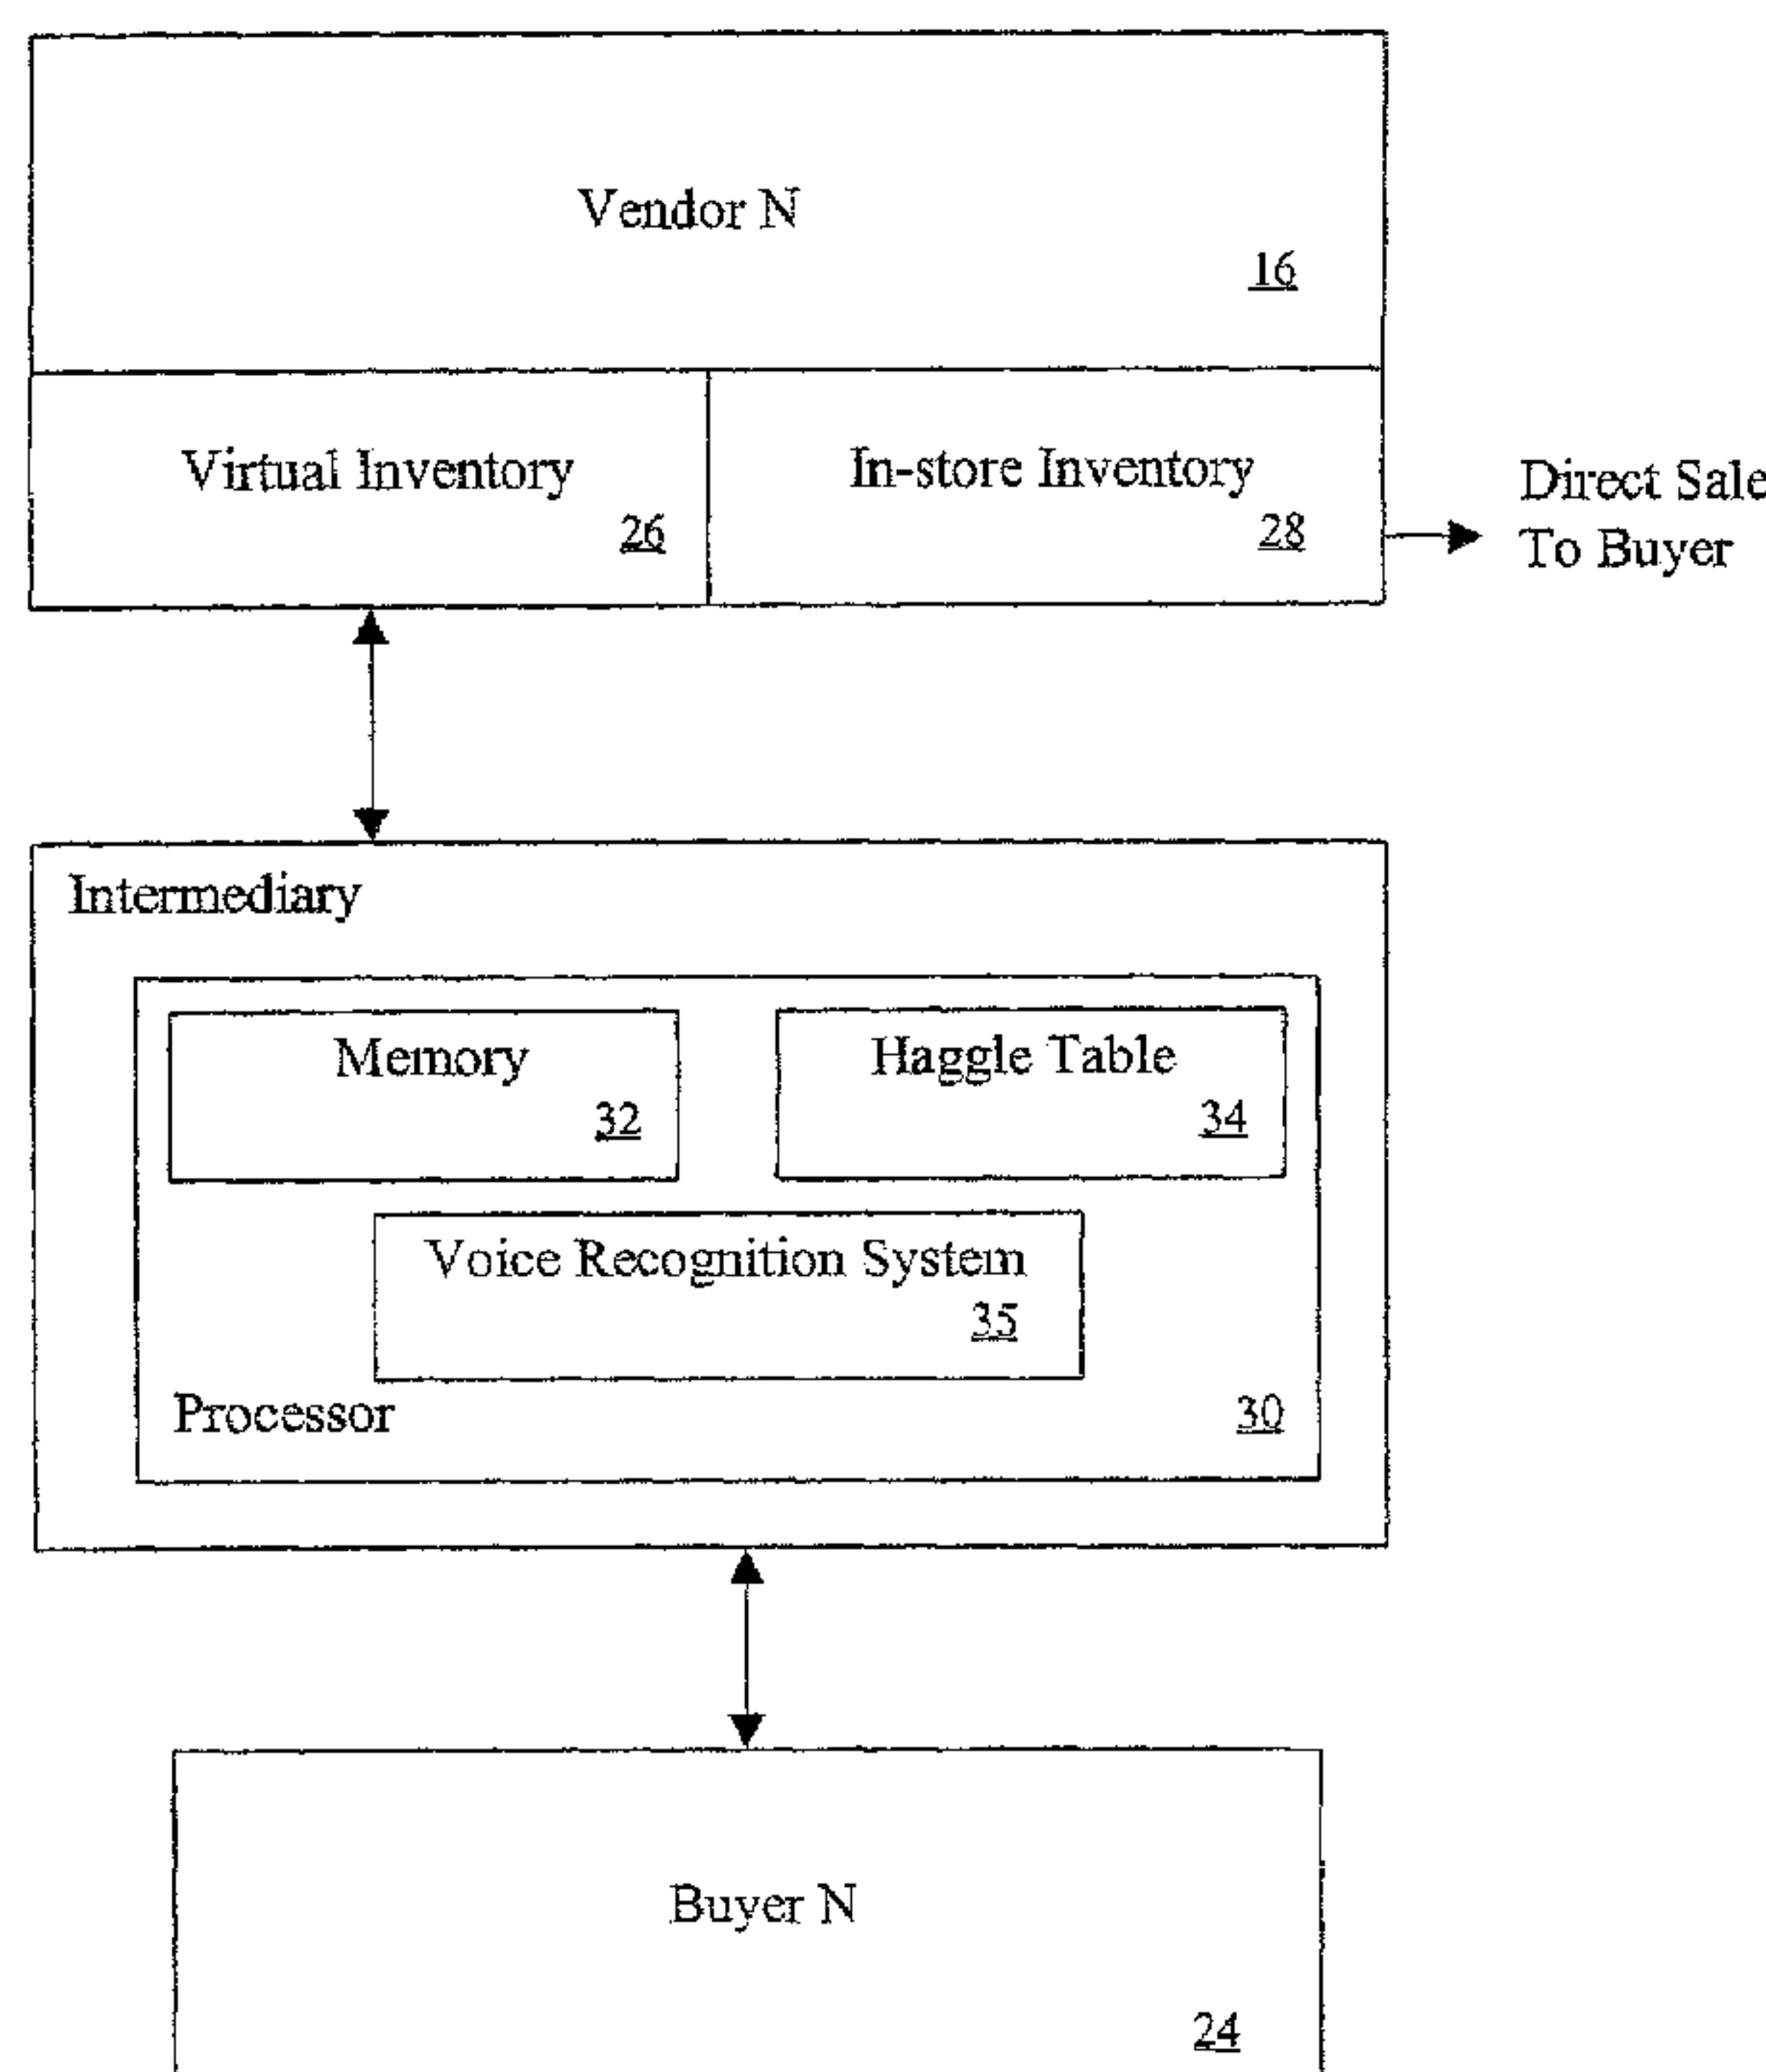 Vendor N
16
Virtual Inventory
26
In-store Inventory
28
Direct Sale
To Buyer
Intermediary
Memory
32
Haggle Table
34
Voice Recognition System
35
Processor
30
Buyer N
24